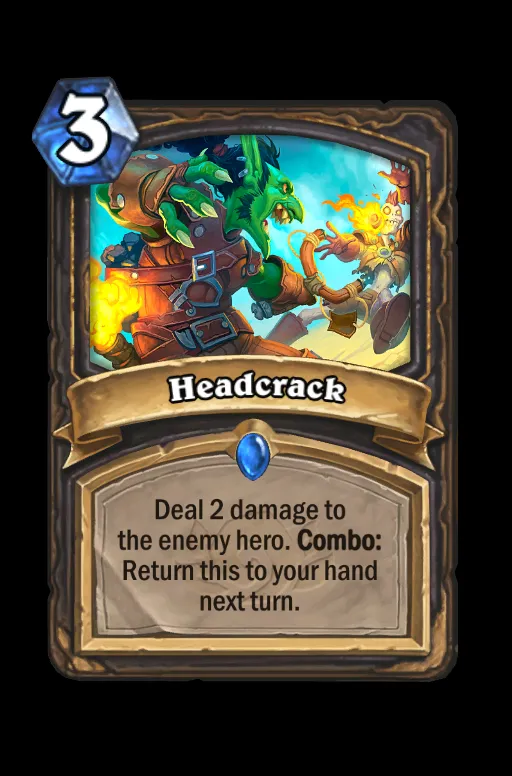 3
Headcrack
Deal 2 damage to
the enemy hero. Combo:
Return this to your hand
next turn.